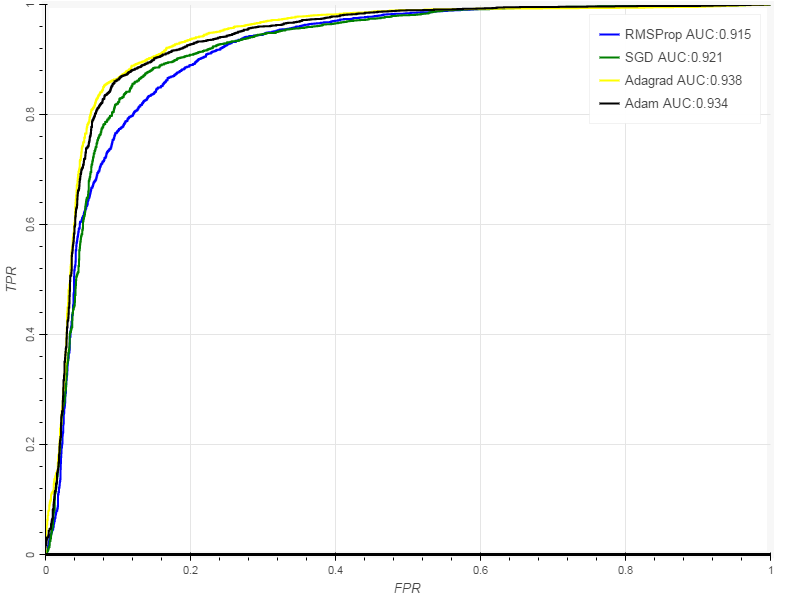 1
0.8
0.6
0.4
0.2
0
TPR
RMSProp AUC:0.915
SGD AUC:0.921
Adagrad AUC:0.938
Adam AUC:0.934
0 0.2 0.4 0.6 0.8 1
FPR